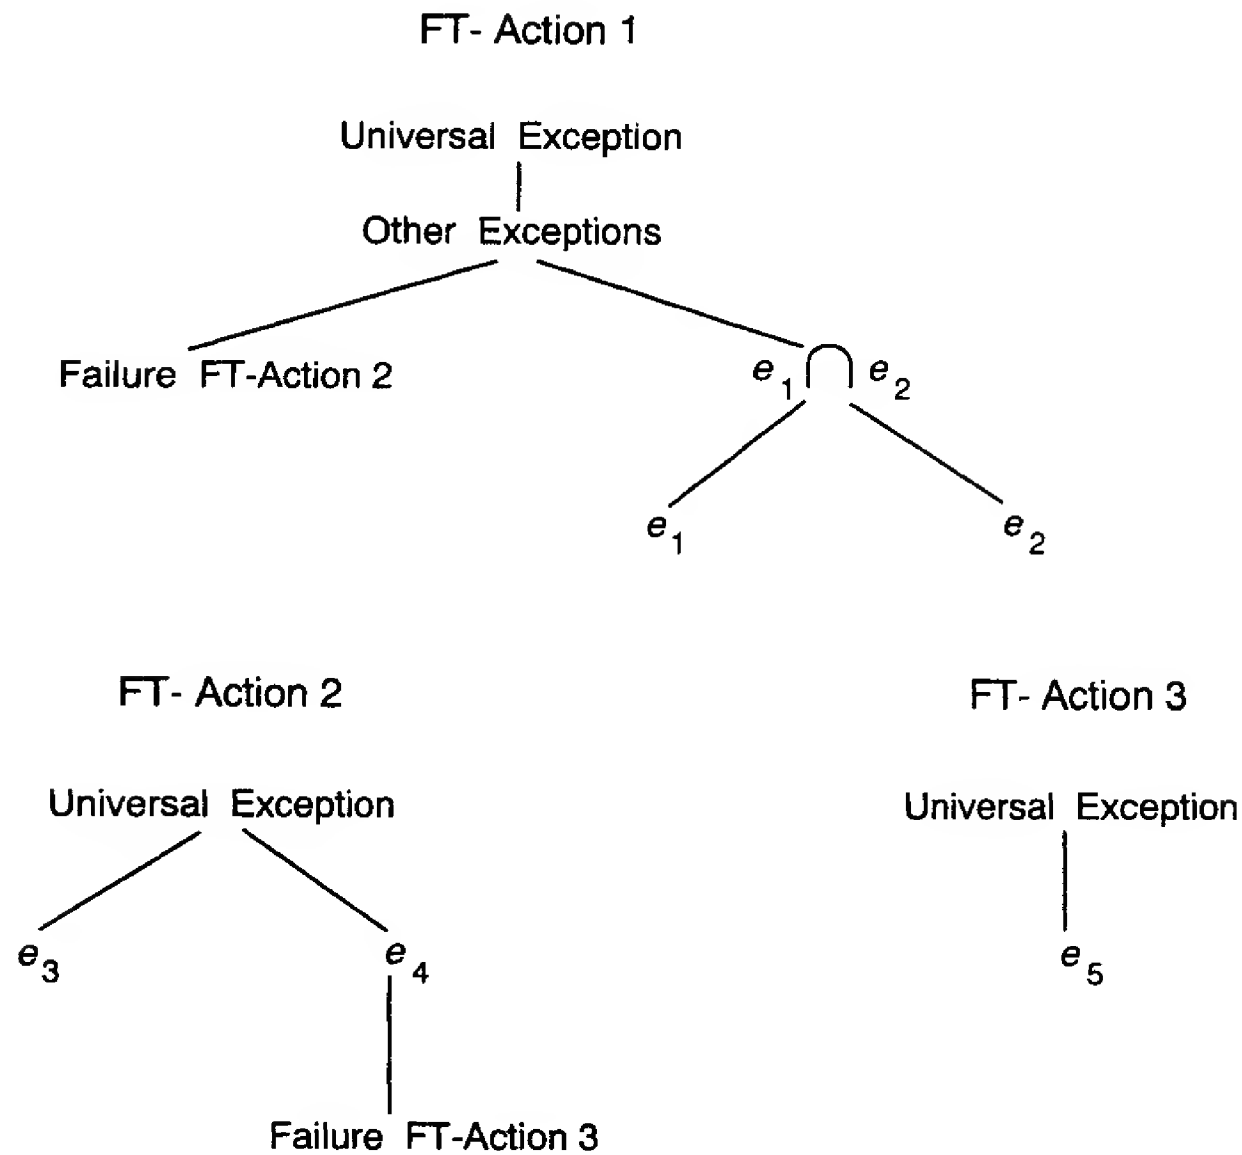 FT- Action 1
Universal Exception
Other Exceptions
Failure FT-Action 2
e1 ⋂ e2
e1
e2
FT- Action 2
FT- Action 3
Universal Exception
Universal Exception
e3
e4
e5
Failure FT-Action 3